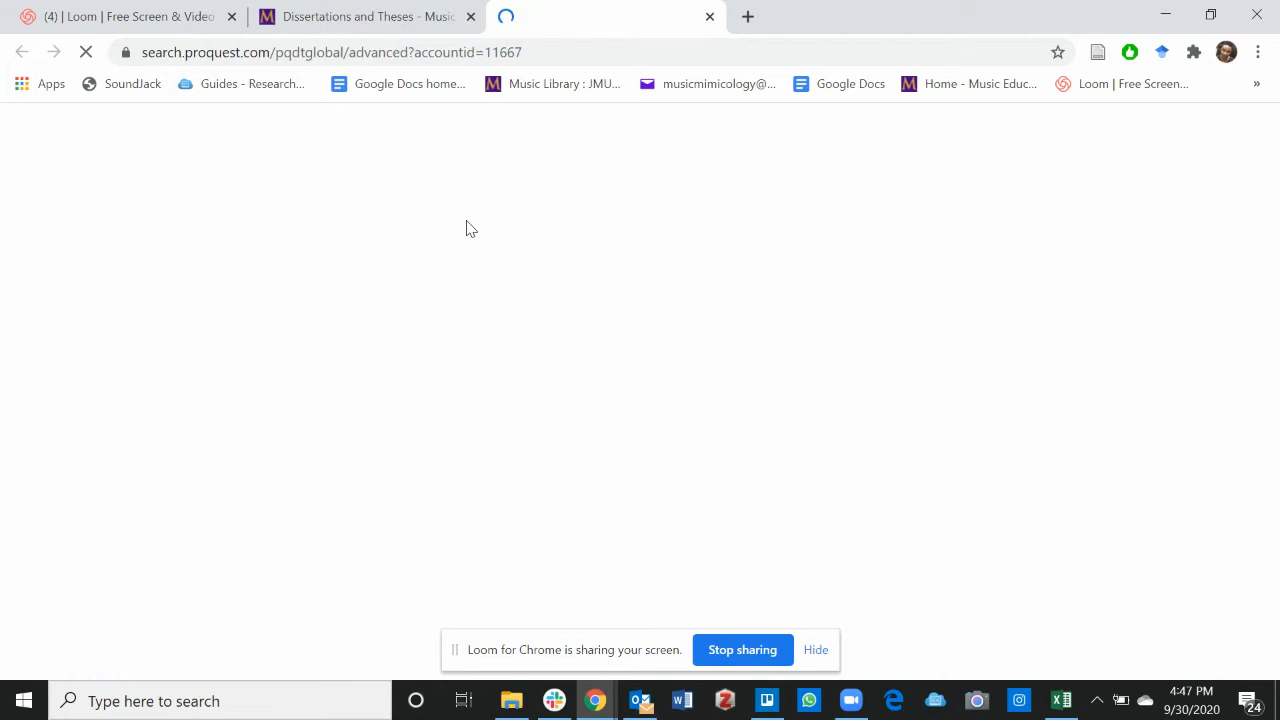 (4) Loom | Free Screen & Video
Dissertations and Theses - Music
search.proquest.com/pqdtglobal/advanced?accountid=11667
Apps
SoundJack
Guides - Research...
Google Docs home...
Music Library : JMU...
musicmimicology@...
Google Docs
Home - Music Educ...
Loom | Free Screen...
»
Loom for Chrome is sharing your screen.
Stop sharing
Hide
Type here to search
4:47 PM
9/30/2020
24